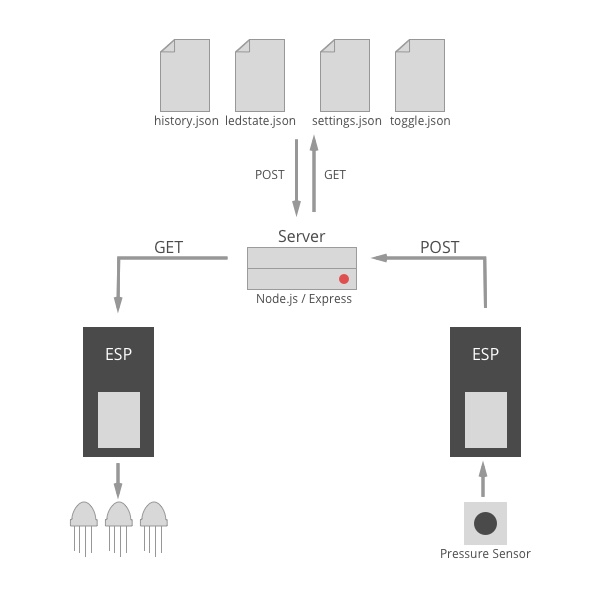 history.json ledstate.json settings.json toggle.json
POST GET
Server
GET POST
Node.js / Express
ESP ESP
Pressure Sensor